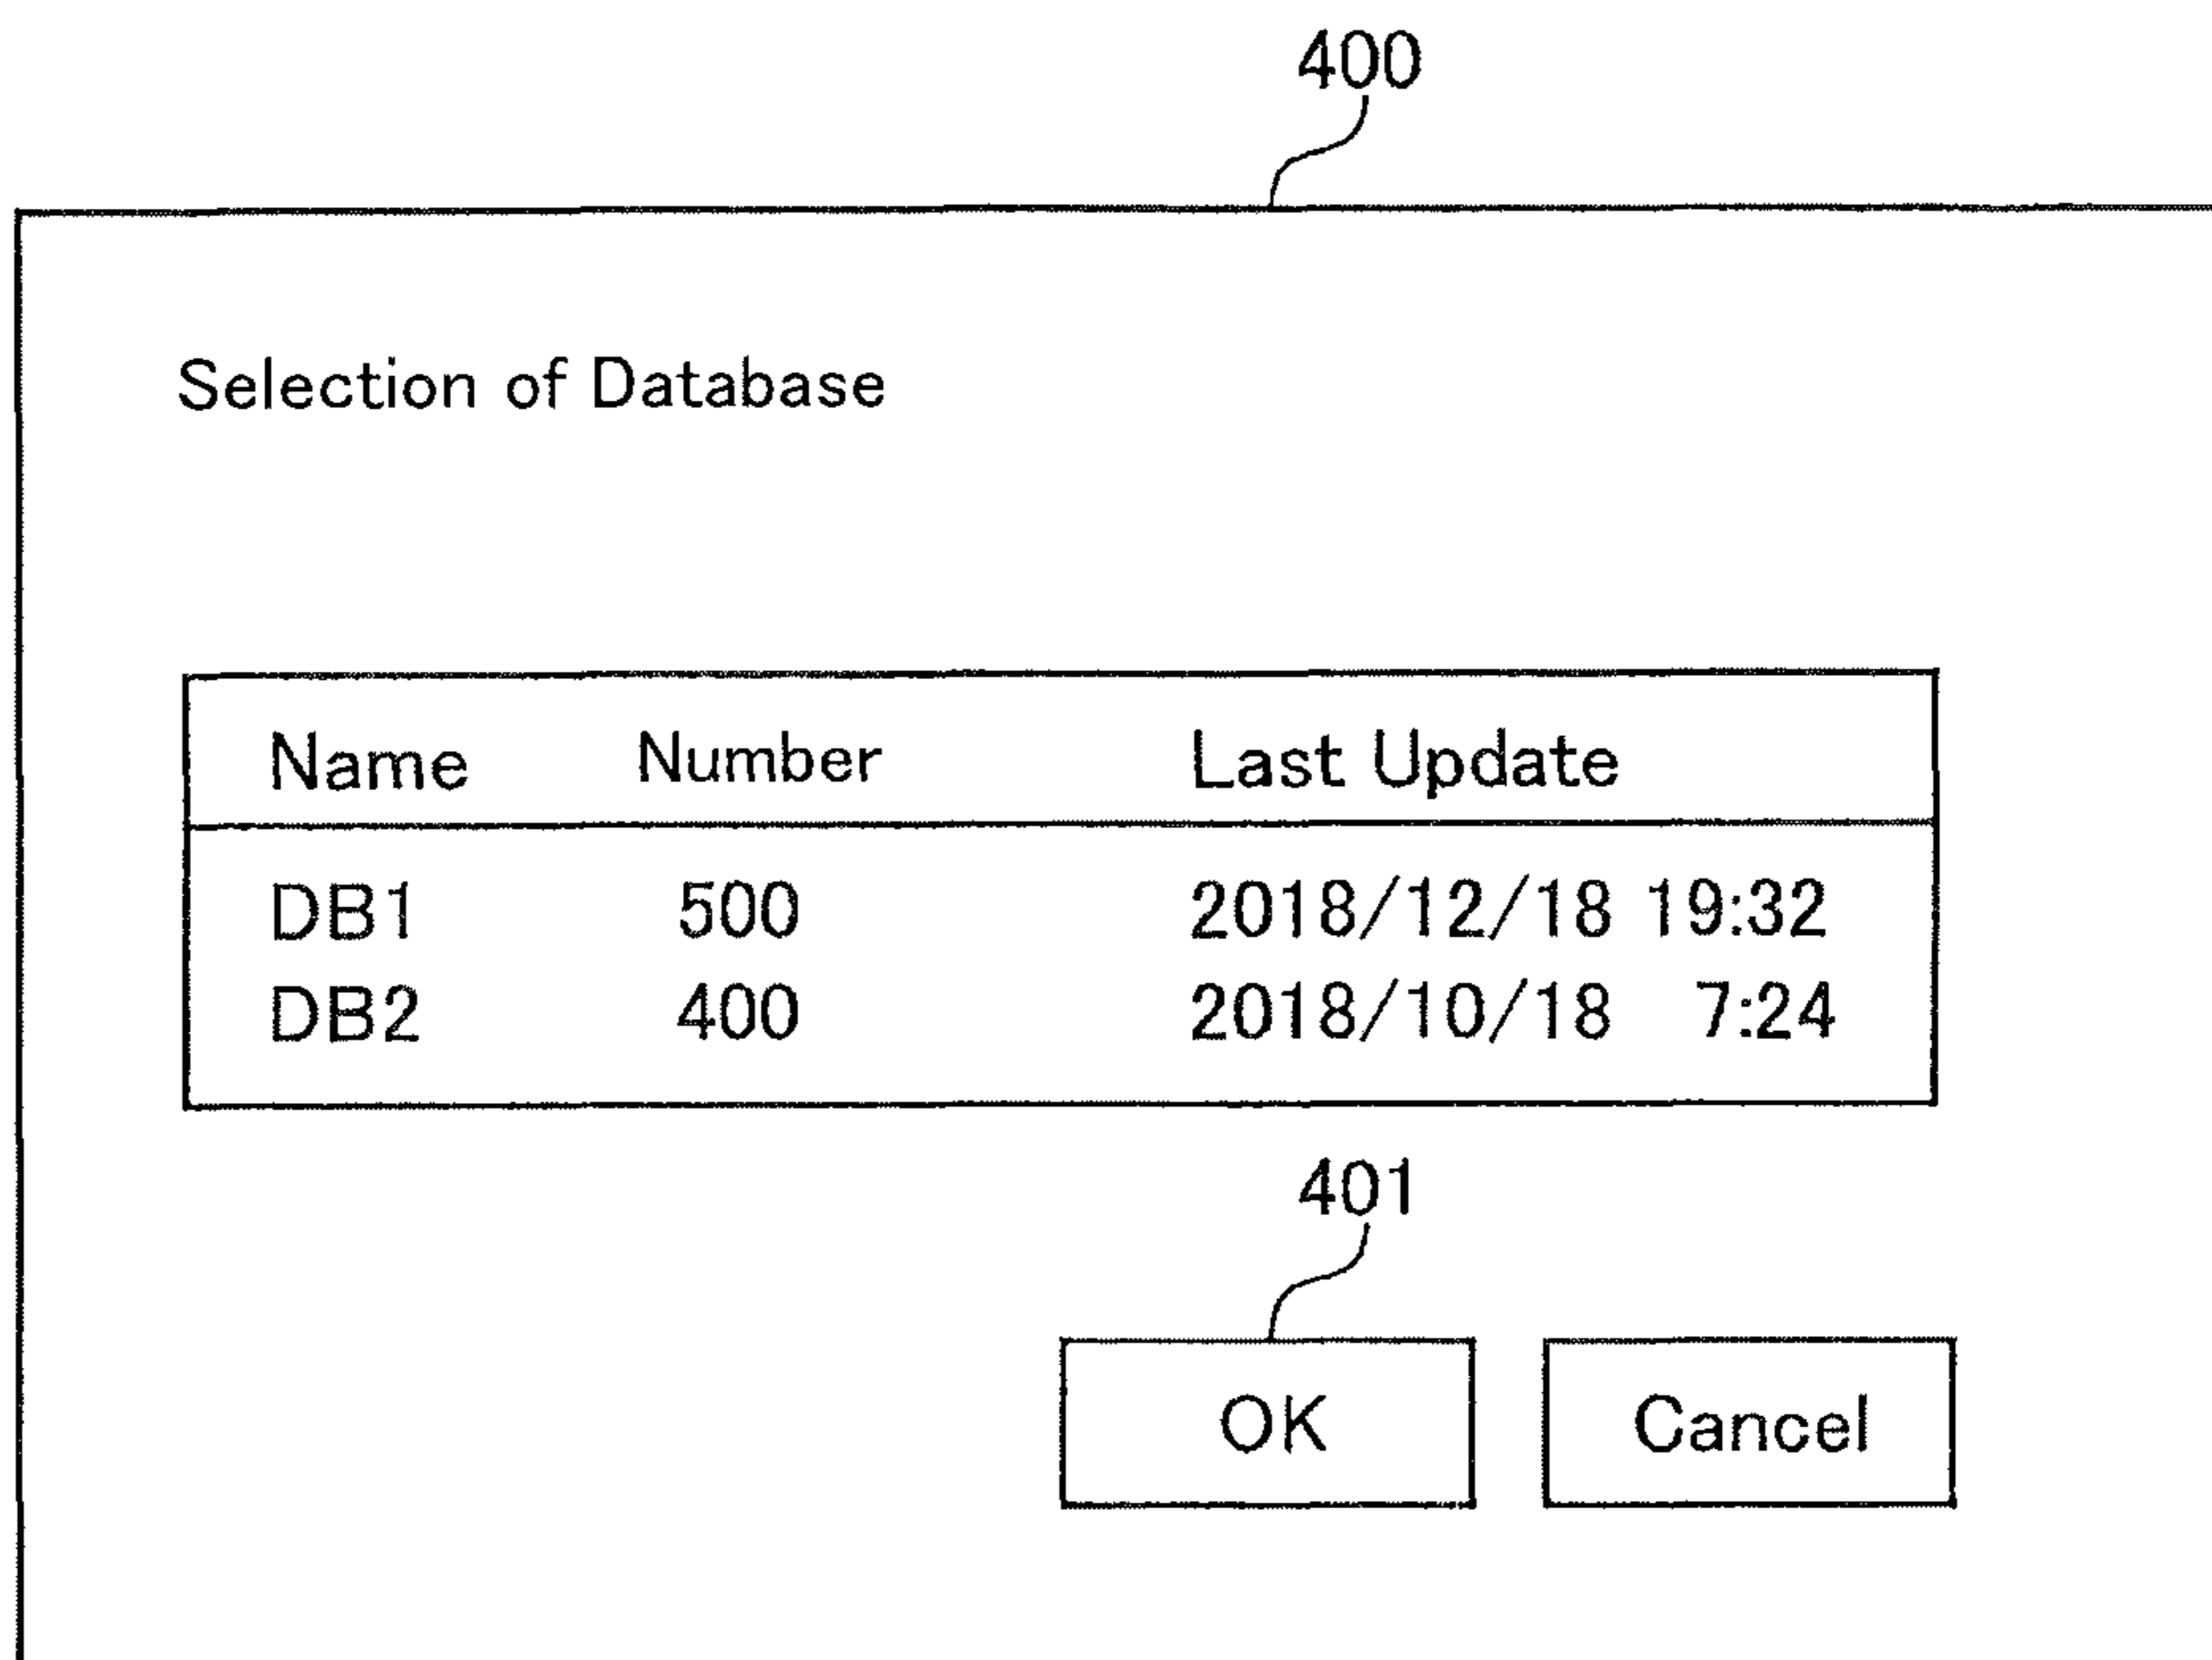 400
Selection of Database
Name Number Last Update
DB1 500 2018/12/18 19:32
DB2 400 2018/10/18 7:24
401
OK Cancel